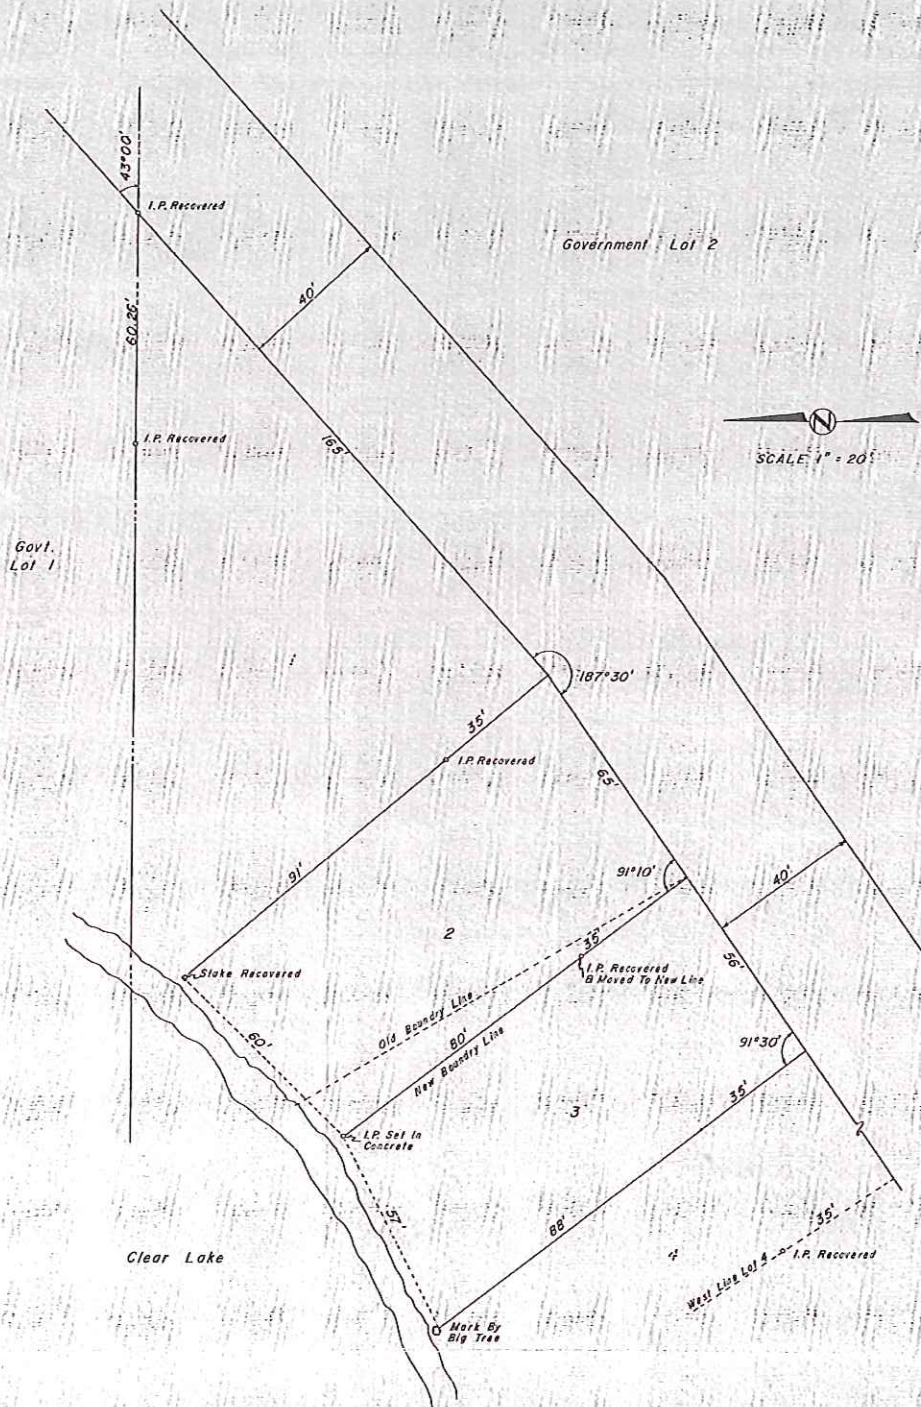 43°00'
I.P. Recovered
Government Lot 2
40'
60.26'
I.P. Recovered
165'
N
SCALE 1" = 20'
Govt.
Lot 1
1
187°30'
35'
I.P. Recovered
65'
91'
91°10'
40'
2
35'
56'
Stake Recovered
I.P. Recovered
& Moved To New Line
Old Boundry Line
60'
80'
New Boundry Line
91°30'
3
35'
I.P. Set In
Concrete
57'
88'
35'
Clear Lake
4
I.P. Recovered
West Line Lot 4
Mark By
Big Tree